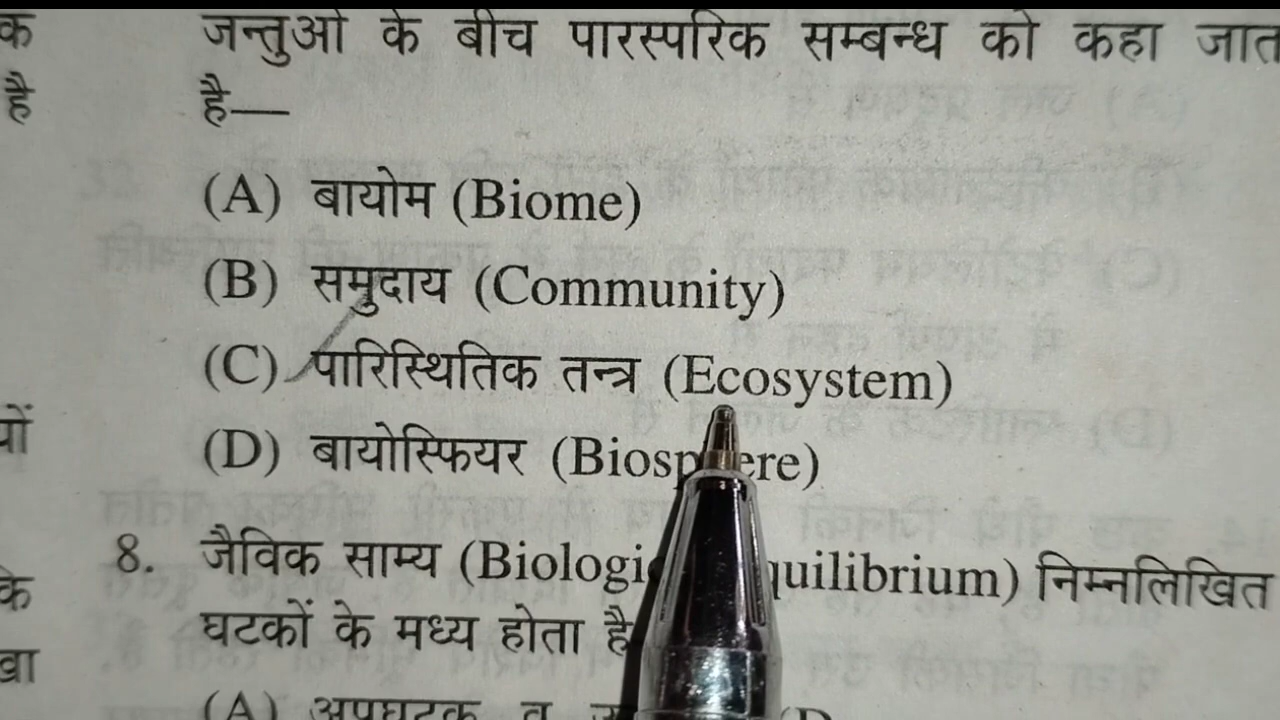 क
है
यों
के
खा
जन्तुओं के बीच पारस्परिक सम्बन्ध को कहा जात
है—
(A) बायोम (Biome)
(B) समुदाय (Community)
(C) पारिस्थितिक तन्त्र (Ecosystem)
(D) बायोस्फियर (Biosp ere)
8. जैविक साम्य (Biologi quilibrium) निम्नलिखित
घटकों के मध्य होता है
(A) अपघटक व